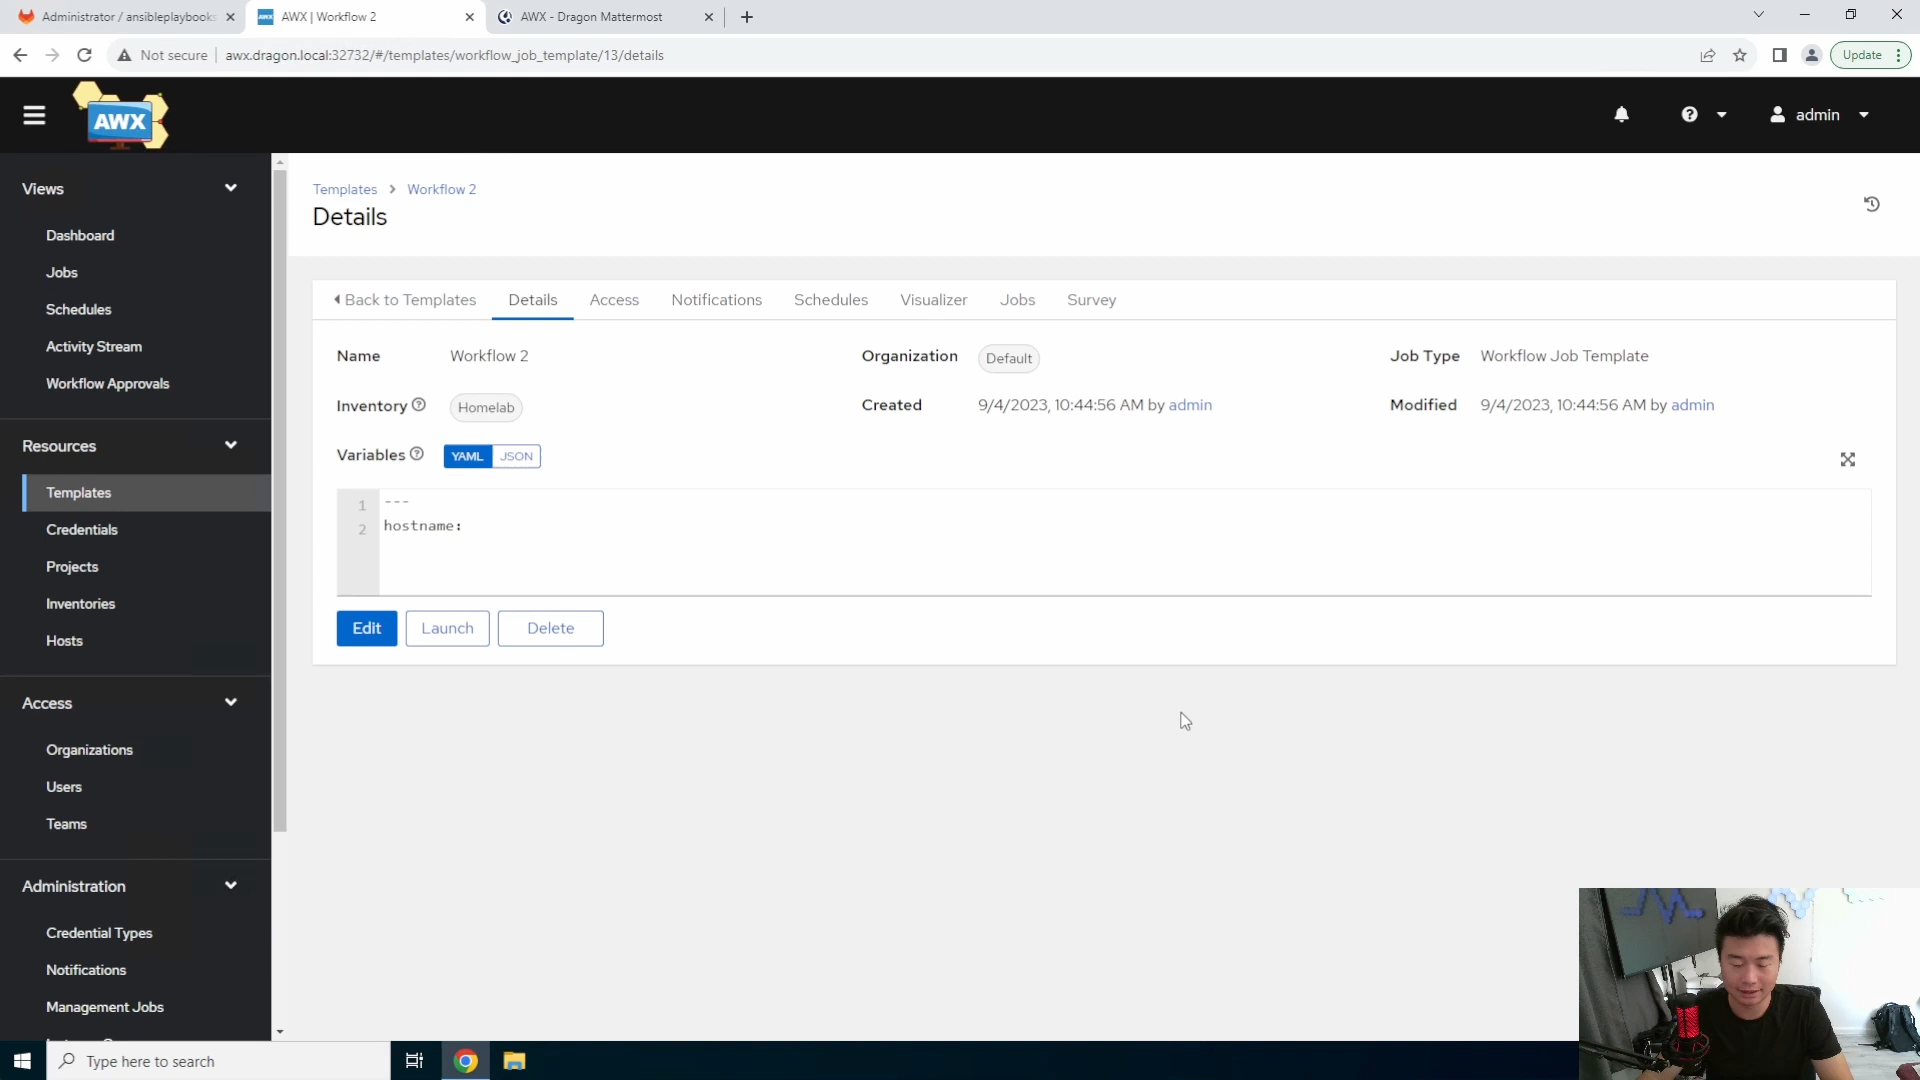 Administrator / ansibleplaybooks
AWX | Workflow 2
AWX - Dragon Mattermost
Not secure
awx.dragon.local:32732/#/templates/workflow_job_template/13/details
Update
AWX
admin
Views
Dashboard
Jobs
Schedules
Activity Stream
Workflow Approvals
Resources
Templates
Credentials
Projects
Inventories
Hosts
Access
Organizations
Users
Teams
Administration
Credential Types
Notifications
Management Jobs
Templates > Workflow 2
Details
Back to Templates
Details
Access
Notifications
Schedules
Visualizer
Jobs
Survey
Name Workflow 2
Organization Default
Job Type Workflow Job Template
Inventory Homelab
Created 9/4/2023, 10:44:56 AM by admin
Modified 9/4/2023, 10:44:56 AM by admin
Variables YAML JSON
1 ---
2 hostname:
Edit
Launch
Delete
Type here to search